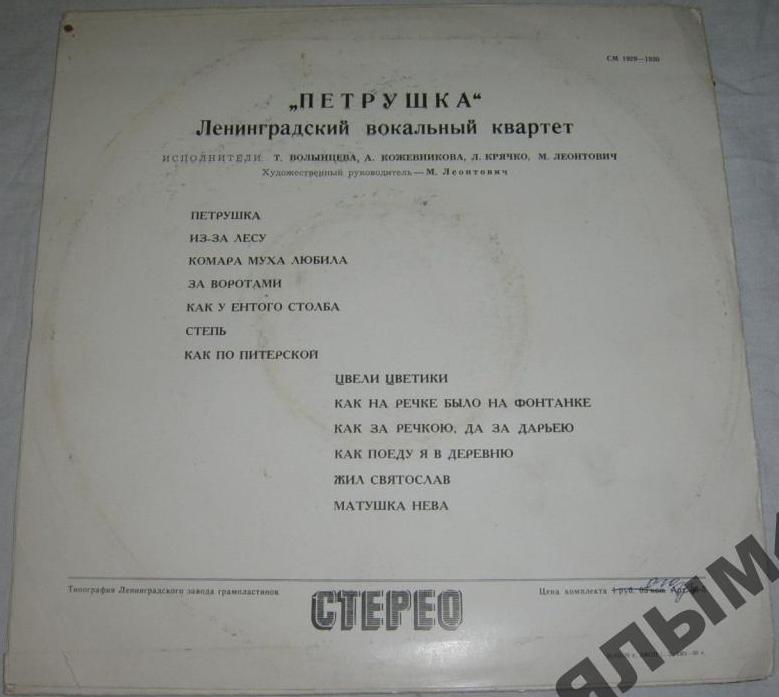 СМ 1929—1930
„ПЕТРУШКА“
Ленинградский вокальный квартет
ИСПОЛНИТЕЛИ: Т. ВОЛЫНЦЕВА, А. КОЖЕВНИКОВА, Л. КРЯЧКО, М. ЛЕОНТОВИЧ
Художественный руководитель — М. Леонтович
ПЕТРУШКА
ИЗ-ЗА ЛЕСУ
КОМАРА МУХА ЛЮБИЛА
ЗА ВОРОТАМИ
КАК У ЕНТОГО СТОЛБА
СТЕПЬ
КАК ПО ПИТЕРСКОЙ
ЦВЕЛИ ЦВЕТИКИ
КАК НА РЕЧКЕ БЫЛО НА ФОНТАНКЕ
КАК ЗА РЕЧКОЮ, ДА ЗА ДАРЬЕЮ
КАК ПОЕДУ Я В ДЕРЕВНЮ
ЖИЛ СВЯТОСЛАВ
МАТУШКА НЕВА
Типография Ленинградского завода грампластинок
СТЕРЕО
Цена комплекта 1 руб.
ЯЛЫМ